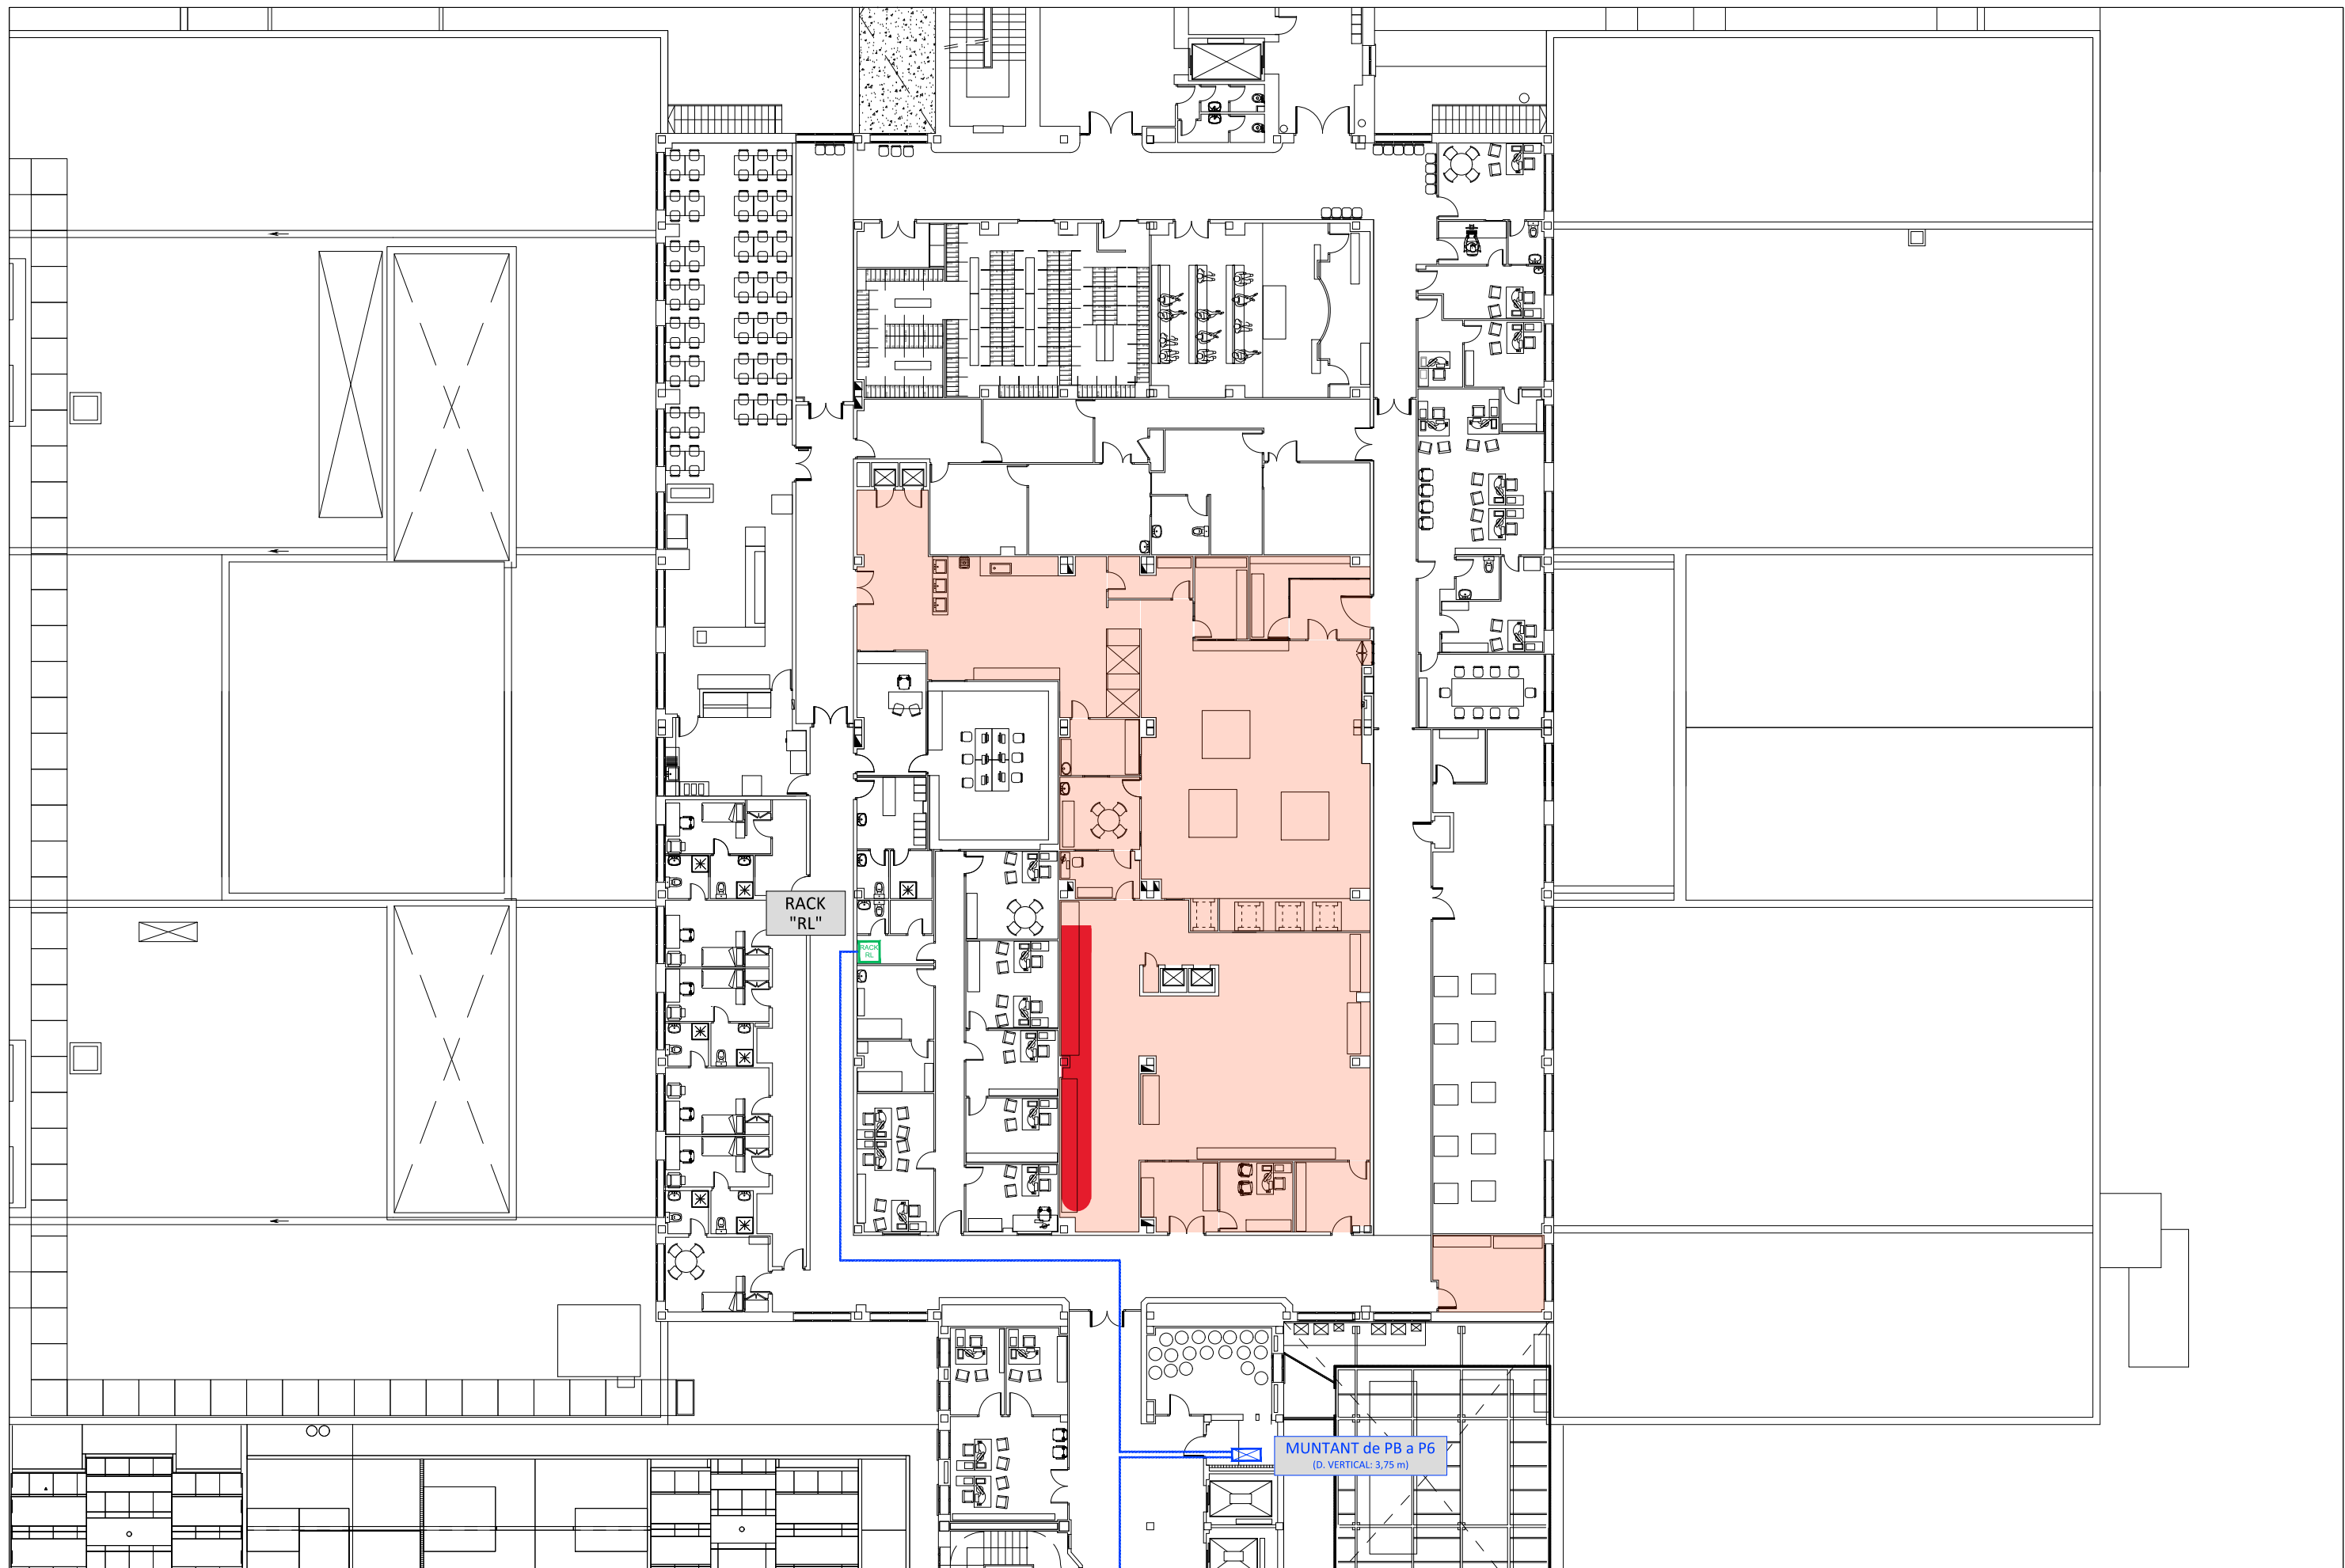 RACK
"RL"
RACK
RL
MUNTANT de PB a P6
(D. VERTICAL: 3,75 m)